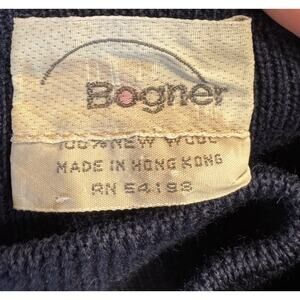 Bogner
100% NEW WOOL
MADE IN HONG KONG
RN 54198